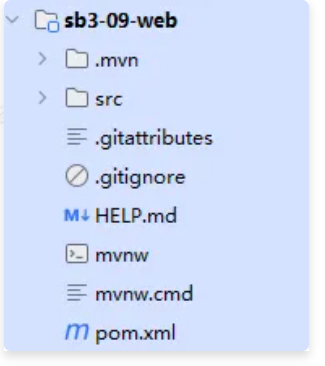 sb3-09-web
.mvn
src
.gitattributes
.gitignore
M↓ HELP.md
mvnw
mvnw.cmd
m pom.xml